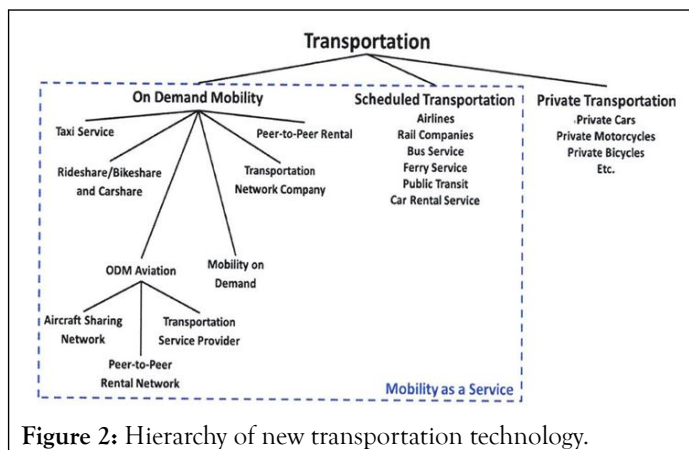 Transportation
On Demand Mobility
Taxi Service
Peer-to-Peer Rental
Rideshare/Bikeshare
and Carshare
Transportation
Network Company
ODM Aviation
Mobility on
Demand
Aircraft Sharing
Network
Transportation
Service Provider
Peer-to-Peer
Rental Network
Scheduled Transportation
Airlines
Rail Companies
Bus Service
Ferry Service
Public Transit
Car Rental Service
Private Transportation
Private Cars
Private Motorcycles
Private Bicycles
Etc.
Mobility as a Service
Figure 2: Hierarchy of new transportation technology.